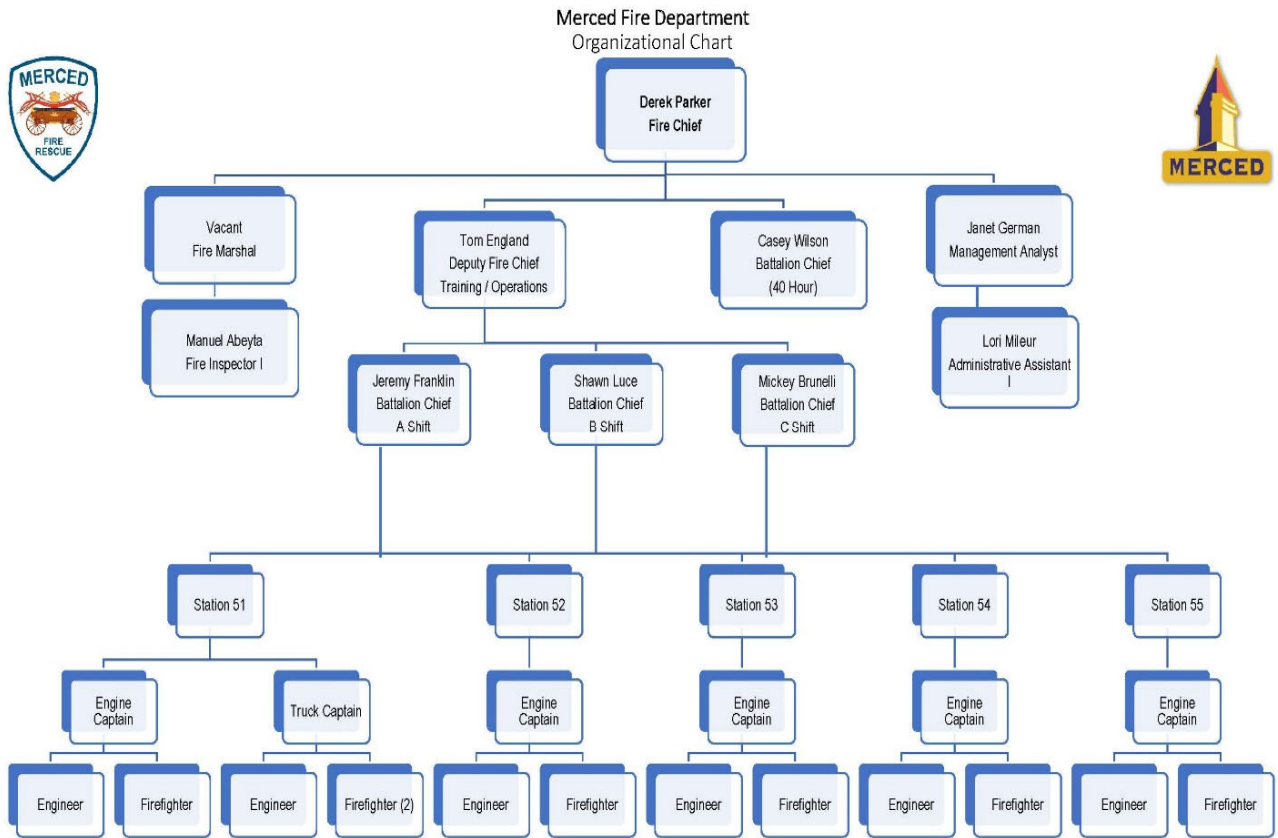 Merced Fire Department
Organizational Chart
MERCED
FIRE
RESCUE
MERCED
Derek Parker
Fire Chief
Vacant
Fire Marshal
Tom England
Deputy Fire Chief
Training / Operations
Casey Wilson
Battalion Chief
(40 Hour)
Janet German
Management Analyst
Manuel Abeyta
Fire Inspector I
Lori Mileur
Administrative Assistant
I
Jeremy Franklin
Battalion Chief
A Shift
Shawn Luce
Battalion Chief
B Shift
Mickey Brunelli
Battalion Chief
C Shift
Station 51
Station 52
Station 53
Station 54
Station 55
Engine
Captain
Truck Captain
Engine
Captain
Engine
Captain
Engine
Captain
Engine
Captain
Engineer
Firefighter
Engineer
Firefighter (2)
Engineer
Firefighter
Engineer
Firefighter
Engineer
Firefighter
Engineer
Firefighter